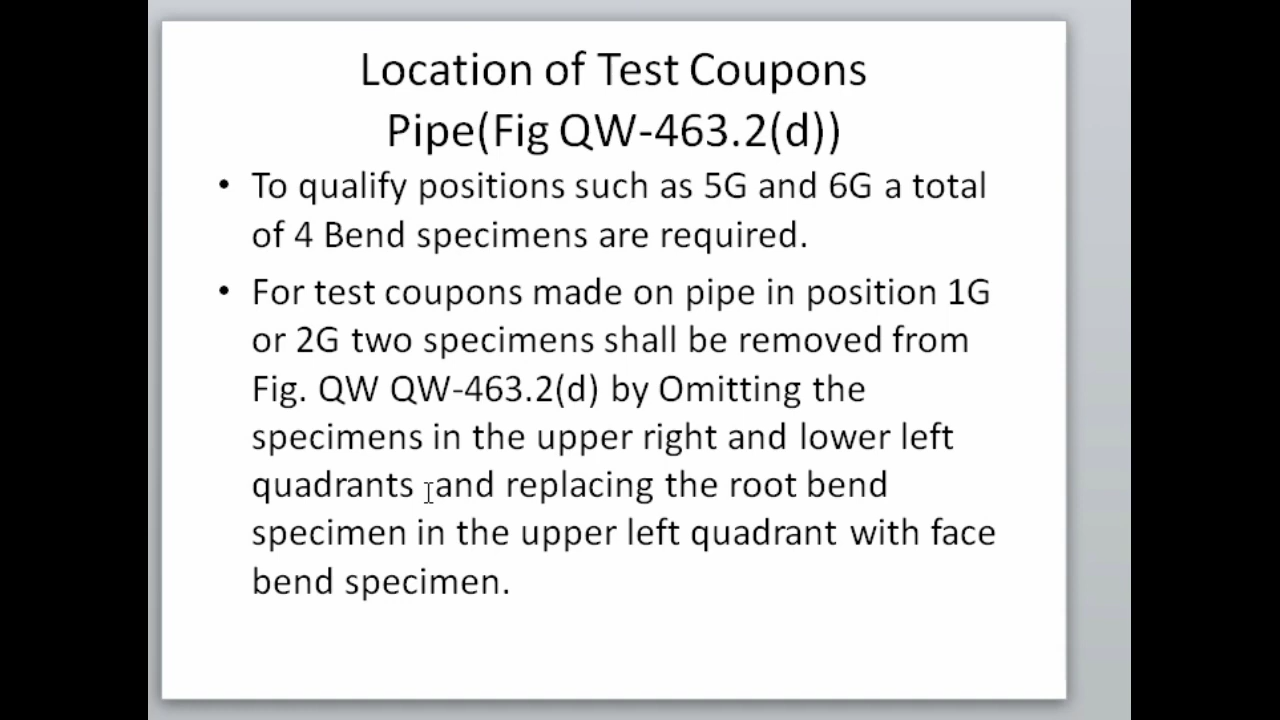 Location of Test Coupons
Pipe(Fig QW-463.2(d))
• To qualify positions such as 5G and 6G a total
of 4 Bend specimens are required.
• For test coupons made on pipe in position 1G
or 2G two specimens shall be removed from
Fig. QW QW-463.2(d) by Omitting the
specimens in the upper right and lower left
quadrants and replacing the root bend
specimen in the upper left quadrant with face
bend specimen.